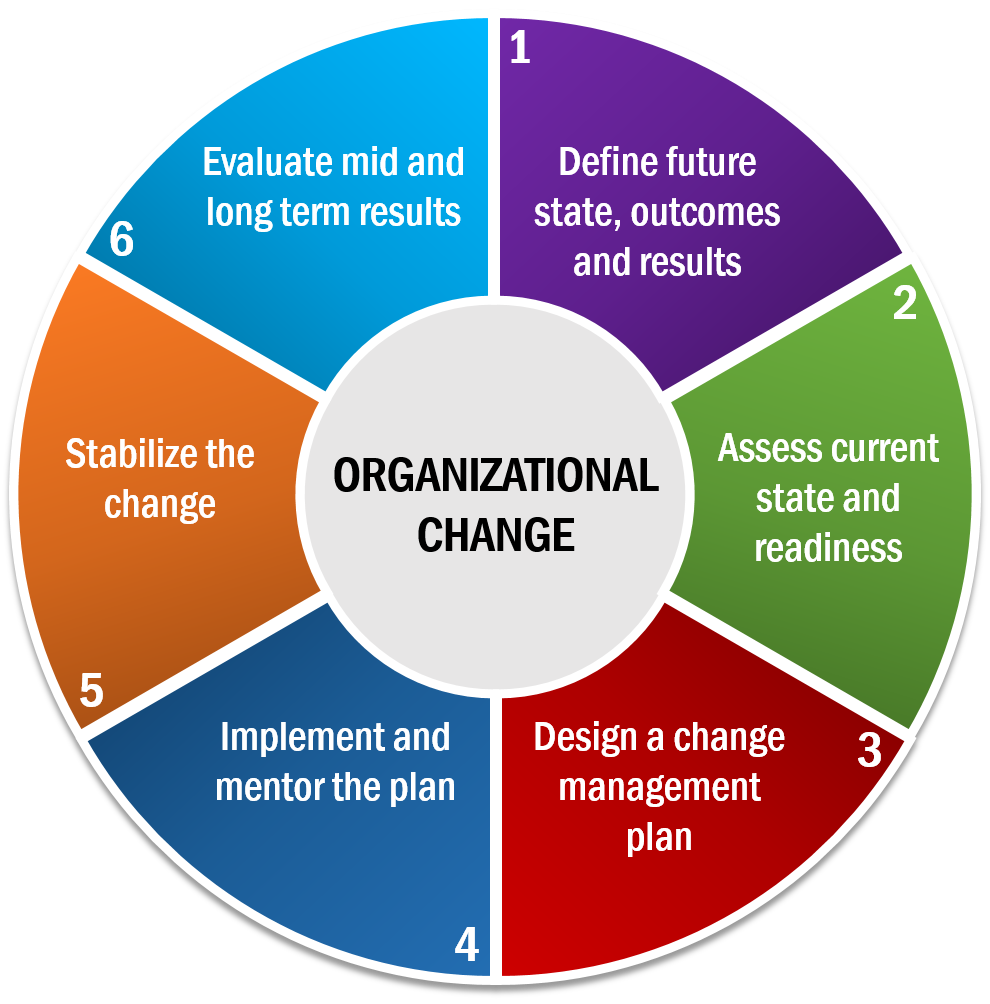 1
Define future
state, outcomes
and results
2
Assess current
state and
readiness
3
Design a change
management
plan
4
Implement and
mentor the plan
5
Stabilize the
change
6
Evaluate mid and
long term results
ORGANIZATIONAL
CHANGE